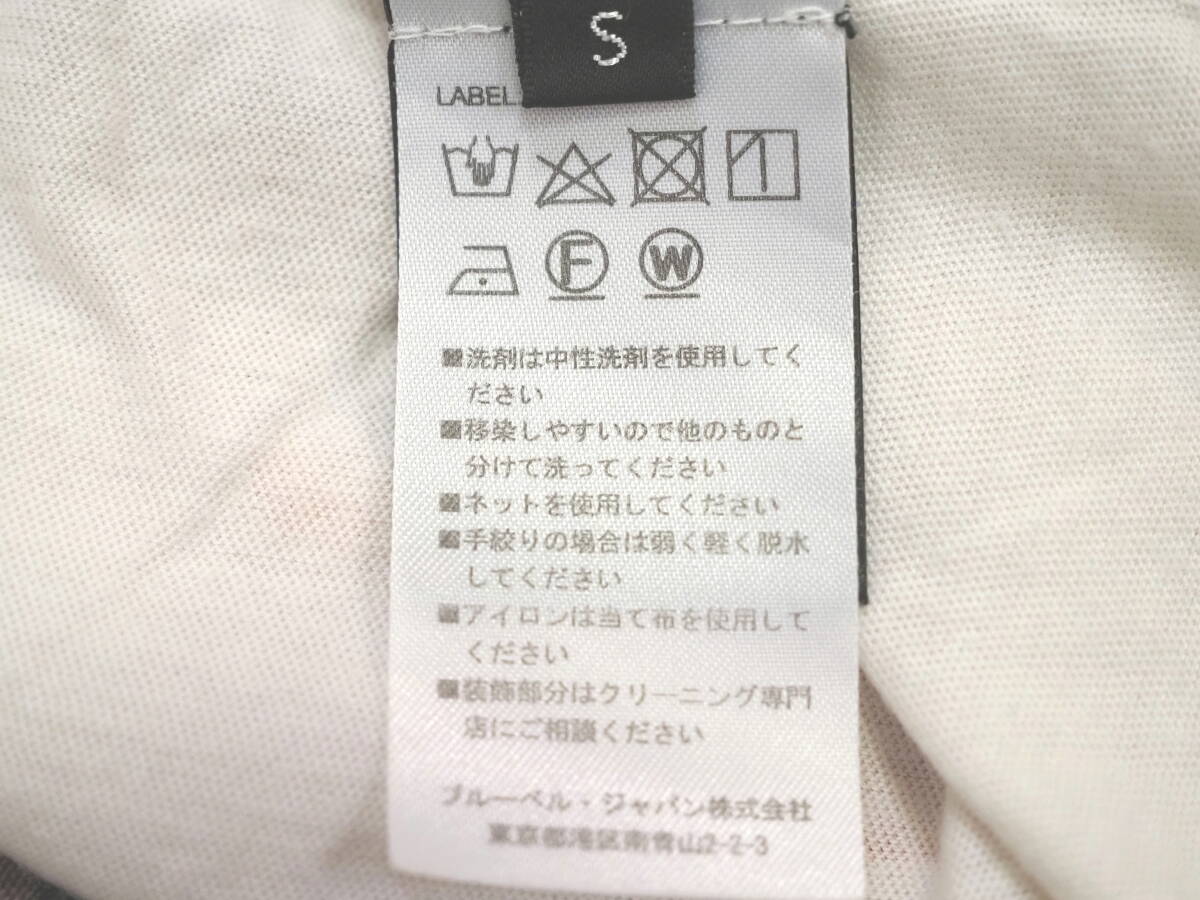 S
LABEL
F W
■洗剤は中性洗剤を使用してく
ださい
■移染しやすいので他のものと
分けて洗ってください
■ネットを使用してください
■手絞りの場合は弱く軽く脱水
してください
■アイロンは当て布を使用して
ください
■装飾部分はクリーニング専門
店にご相談ください
ブルーベル・ジャパン株式会社
東京都港区南青山2-2-3